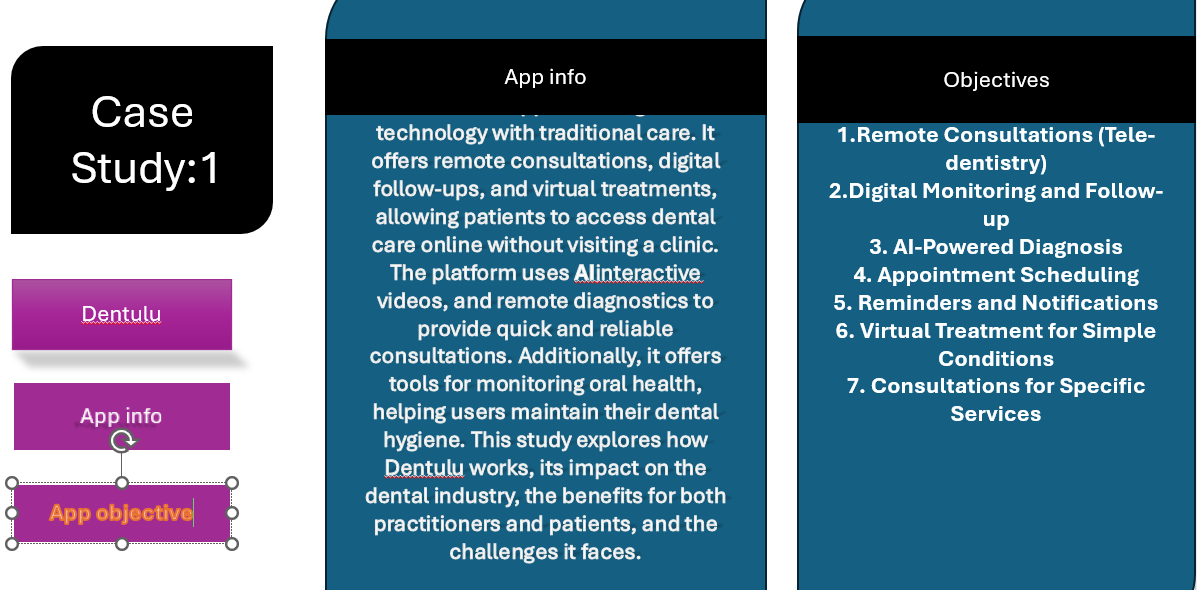 Case
Study:1
Dentulu
App info
App objective
App info
technology with traditional care. It
offers remote consultations, digital
follow-ups, and virtual treatments,
allowing patients to access dental
care online without visiting a clinic.
The platform uses AIinteractive
videos, and remote diagnostics to
provide quick and reliable
consultations. Additionally, it offers
tools for monitoring oral health,
helping users maintain their dental
hygiene. This study explores how
Dentulu works, its impact on the
dental industry, the benefits for both
practitioners and patients, and the
challenges it faces.
Objectives
1.Remote Consultations (Tele-
dentistry)
2.Digital Monitoring and Follow-
up
3. AI-Powered Diagnosis
4. Appointment Scheduling
5. Reminders and Notifications
6. Virtual Treatment for Simple
Conditions
7. Consultations for Specific
Services